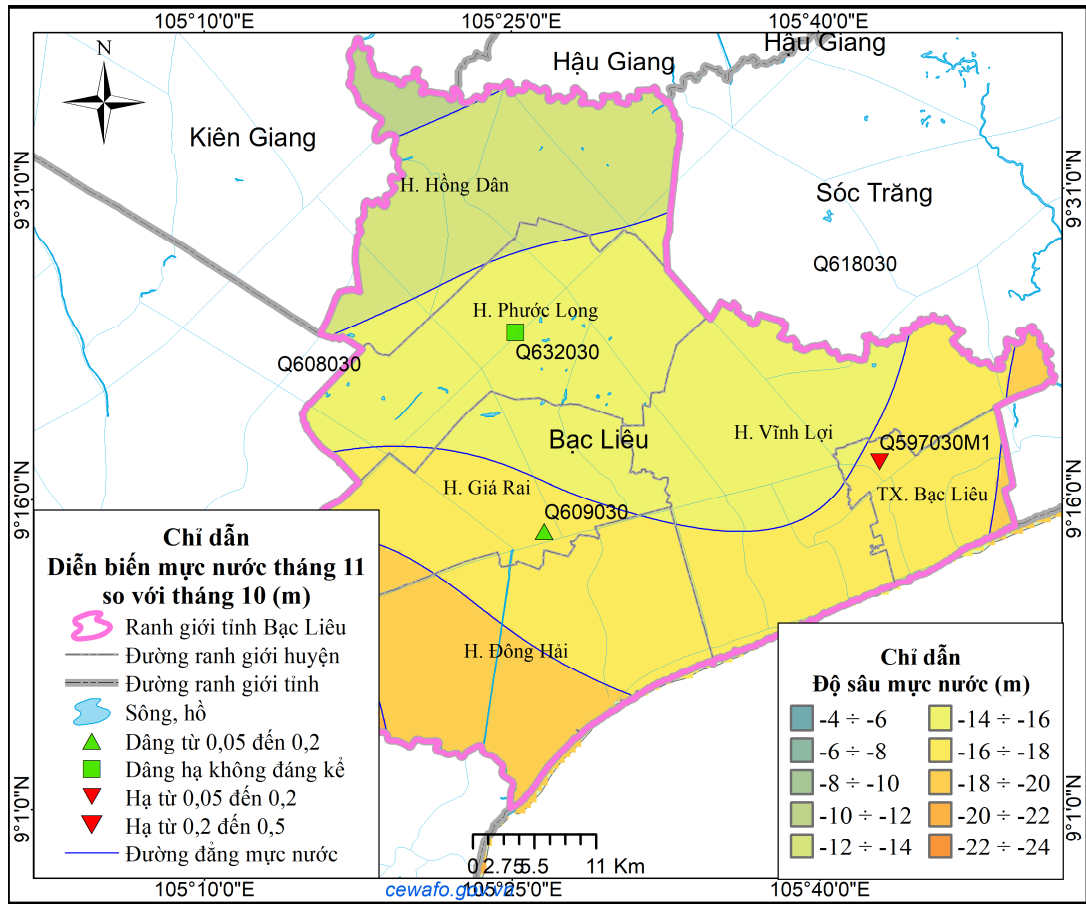 105°10'0"E
105°25'0"E
105°40'0"E
N
Hậu Giang
Hậu Giang
Kiên Giang
9°31'0"N
9°31'0"N
H. Hồng Dân
Sóc Trăng
Q618030
H. Phước Long
Q632030
Q608030
Bạc Liêu
H. Vĩnh Lợi
Q597030M1
H. Giá Rai
TX. Bạc Liêu
9°16'0"N
9°16'0"N
Q609030
H. Đông Hải
Chỉ dẫn
Diễn biến mực nước tháng 11
so với tháng 10 (m)
Ranh giới tỉnh Bạc Liêu
Đường ranh giới huyện
Đường ranh giới tỉnh
Sông, hồ
Dâng từ 0,05 đến 0,2
Dâng hạ không đáng kể
Hạ từ 0,05 đến 0,2
Hạ từ 0,2 đến 0,5
Đường đẳng mực nước
Chỉ dẫn
Độ sâu mực nước (m)
-4 ÷ -6
-6 ÷ -8
-8 ÷ -10
-10 ÷ -12
-12 ÷ -14
-14 ÷ -16
-16 ÷ -18
-18 ÷ -20
-20 ÷ -22
-22 ÷ -24
9°1'0"N
9°1'0"N
0 2.75 5.5 11 Km
cewafo.gov.vn
105°10'0"E
105°25'0"E
105°40'0"E